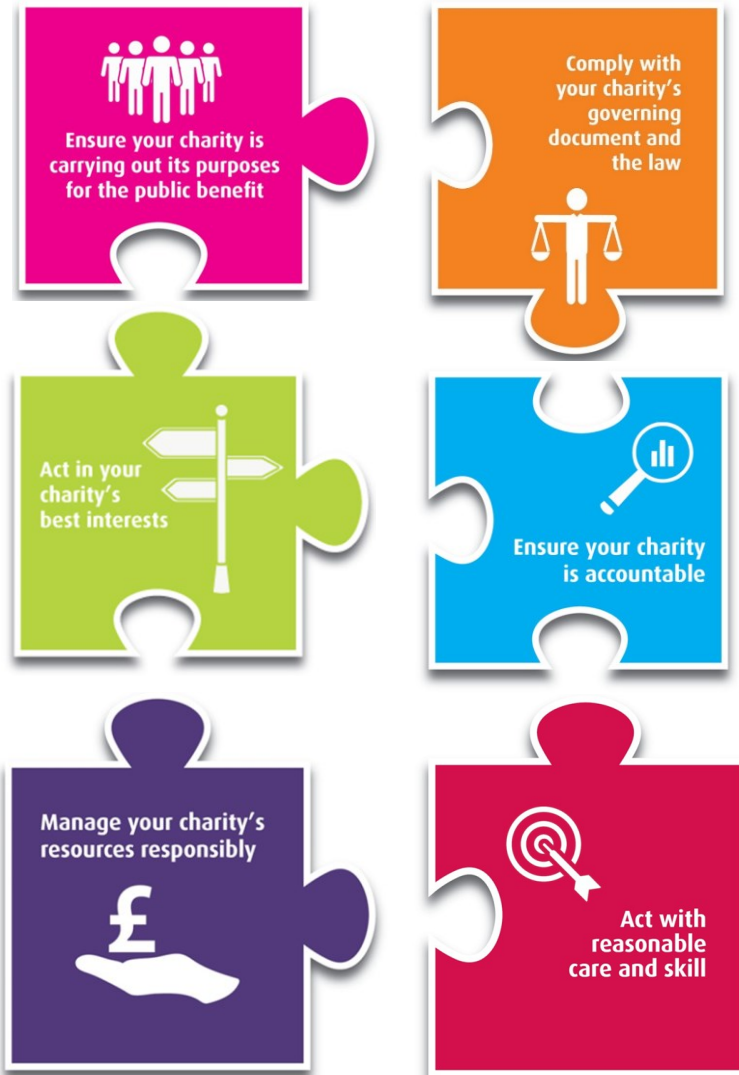 Ensure your charity is
carrying out its purposes
for the public benefit
Comply with
your charity's
governing
document and
the law
Act in your
charity's
best interests
Ensure your charity
is accountable
Manage your charity's
resources responsibly
£
Act with
reasonable
care and skill